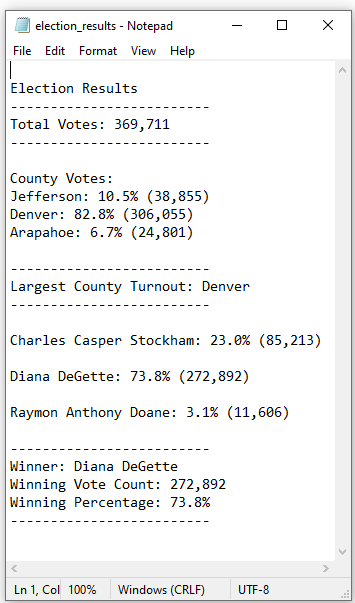 election_results - Notepad
File Edit Format View Help
Election Results
-------------------------
Total Votes: 369,711
-------------------------
County Votes:
Jefferson: 10.5% (38,855)
Denver: 82.8% (306,055)
Arapahoe: 6.7% (24,801)
-------------------------
Largest County Turnout: Denver
-------------------------
Charles Casper Stockham: 23.0% (85,213)
Diana DeGette: 73.8% (272,892)
Raymon Anthony Doane: 3.1% (11,606)
-------------------------
Winner: Diana DeGette
Winning Vote Count: 272,892
Winning Percentage: 73.8%
-------------------------
Ln 1, Col 100% Windows (CRLF) UTF-8